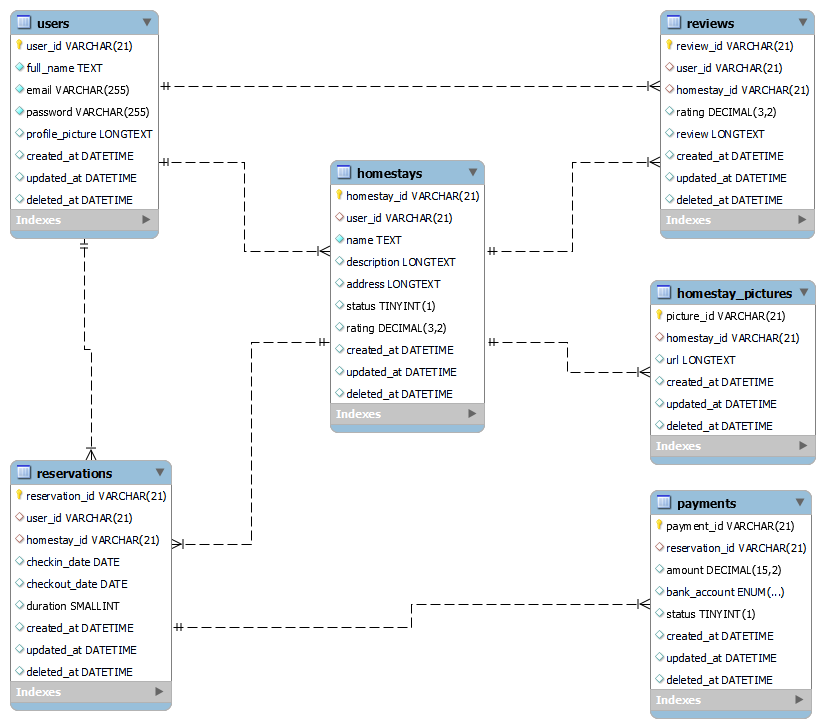 users
user_id VARCHAR(21)
full_name TEXT
email VARCHAR(255)
password VARCHAR(255)
profile_picture LONGTEXT
created_at DATETIME
updated_at DATETIME
deleted_at DATETIME
Indexes
reviews
review_id VARCHAR(21)
user_id VARCHAR(21)
homestay_id VARCHAR(21)
rating DECIMAL(3,2)
review LONGTEXT
created_at DATETIME
updated_at DATETIME
deleted_at DATETIME
Indexes
homestays
homestay_id VARCHAR(21)
user_id VARCHAR(21)
name TEXT
description LONGTEXT
address LONGTEXT
status TINYINT(1)
rating DECIMAL(3,2)
created_at DATETIME
updated_at DATETIME
deleted_at DATETIME
Indexes
homestay_pictures
picture_id VARCHAR(21)
homestay_id VARCHAR(21)
url LONGTEXT
created_at DATETIME
updated_at DATETIME
deleted_at DATETIME
Indexes
reservations
reservation_id VARCHAR(21)
user_id VARCHAR(21)
homestay_id VARCHAR(21)
checkin_date DATE
checkout_date DATE
duration SMALLINT
created_at DATETIME
updated_at DATETIME
deleted_at DATETIME
Indexes
payments
payment_id VARCHAR(21)
reservation_id VARCHAR(21)
amount DECIMAL(15,2)
bank_account ENUM(...)
status TINYINT(1)
created_at DATETIME
updated_at DATETIME
deleted_at DATETIME
Indexes